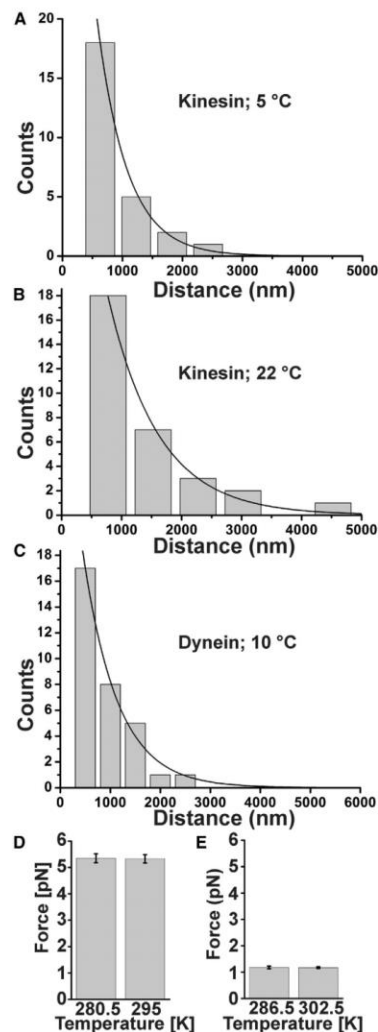 A
20
15
10
5
0
Counts
Kinesin; 5 °C
0 1000 2000 3000 4000 5000
Distance (nm)
B
18
16
14
12
10
8
6
4
2
0
Counts
Kinesin; 22 °C
0 1000 2000 3000 4000 5000
Distance (nm)
C
18
16
14
12
10
8
6
4
2
0
Counts
Dynein; 10 °C
0 1000 2000 3000 4000 5000 6000
Distance (nm)
D
6
5
4
3
2
1
0
Force [pN]
280.5 295
Temperature [K]
E
6
5
4
3
2
1
0
Force (pN)
286.5 302.5
Temperature [K]